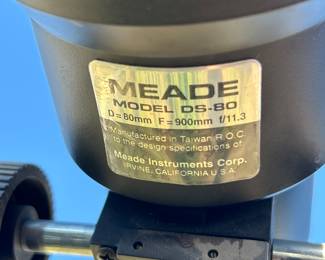 MEADE
MODEL DS-80
D=80mm F=900mm f/11.3
Manufactured in Taiwan R.O.C.
to the design specifications of
Meade Instruments Corp.
IRVINE, CALIFORNIA U.S.A.